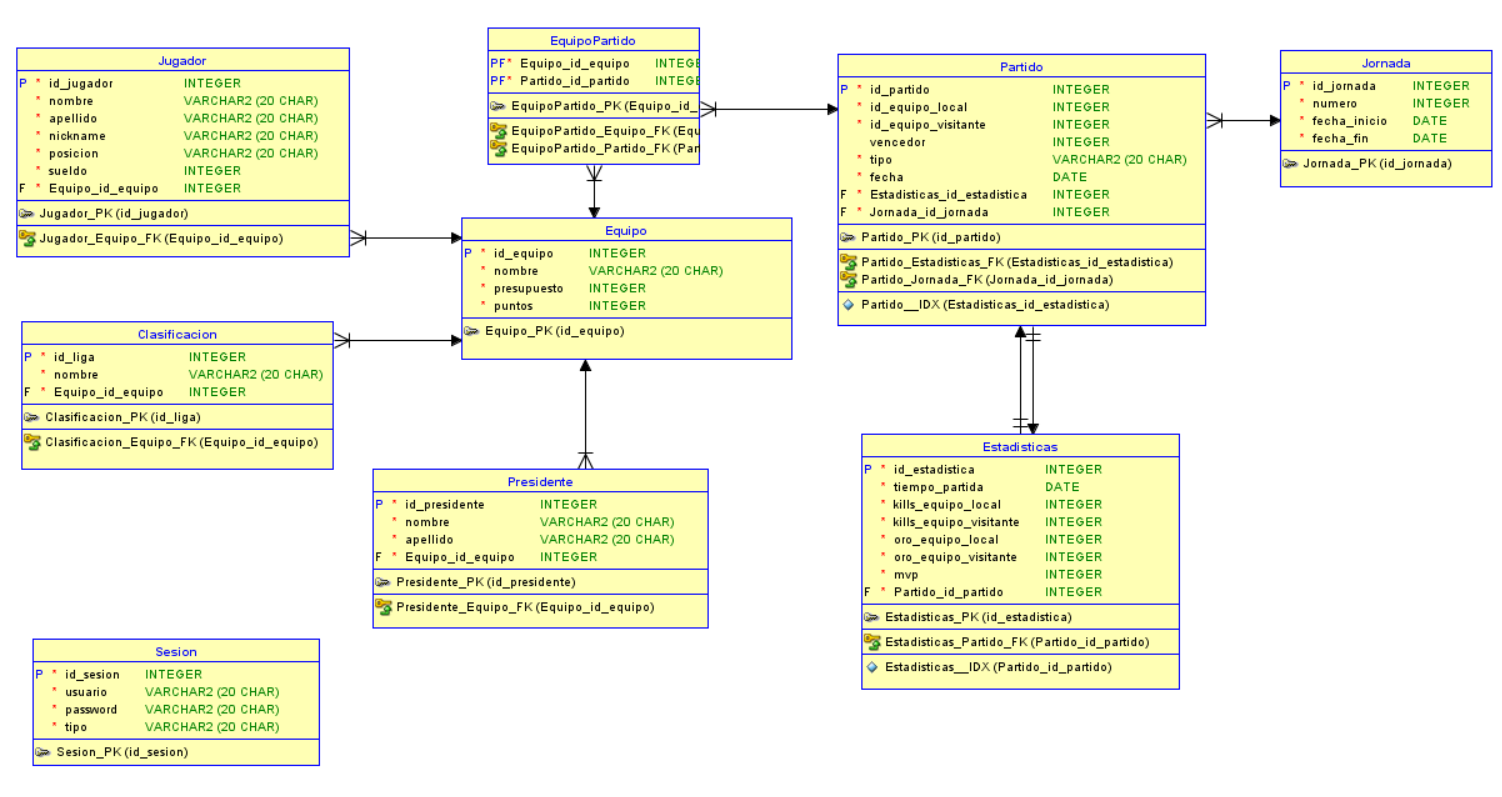 Jugador
P * id_jugador INTEGER
* nombre VARCHAR2 (20 CHAR)
* apellido VARCHAR2 (20 CHAR)
* nickname VARCHAR2 (20 CHAR)
* posicion VARCHAR2 (20 CHAR)
* sueldo INTEGER
F * Equipo_id_equipo INTEGER
Jugador_PK (id_jugador)
Jugador_Equipo_FK (Equipo_id_equipo)
EquipoPartido
PF* Equipo_id_equipo INTEGE
PF* Partido_id_partido INTEGE
EquipoPartido_PK (Equipo_id_
EquipoPartido_Equipo_FK (Equ
EquipoPartido_Partido_FK (Par
Partido
P * id_partido INTEGER
* id_equipo_local INTEGER
* id_equipo_visitante INTEGER
vencedor INTEGER
* tipo VARCHAR2 (20 CHAR)
* fecha DATE
F * Estadisticas_id_estadistica INTEGER
F * Jornada_id_jornada INTEGER
Partido_PK (id_partido)
Partido_Estadisticas_FK (Estadisticas_id_estadistica)
Partido_Jornada_FK (Jornada_id_jornada)
Partido__IDX (Estadisticas_id_estadistica)
Jornada
P * id_jornada INTEGER
* numero INTEGER
* fecha_inicio DATE
* fecha_fin DATE
Jornada_PK (id_jornada)
Equipo
P * id_equipo INTEGER
* nombre VARCHAR2 (20 CHAR)
* presupuesto INTEGER
* puntos INTEGER
Equipo_PK (id_equipo)
Clasificacion
P * id_liga INTEGER
* nombre VARCHAR2 (20 CHAR)
F * Equipo_id_equipo INTEGER
Clasificacion_PK (id_liga)
Clasificacion_Equipo_FK (Equipo_id_equipo)
Presidente
P * id_presidente INTEGER
* nombre VARCHAR2 (20 CHAR)
* apellido VARCHAR2 (20 CHAR)
F * Equipo_id_equipo INTEGER
Presidente_PK (id_presidente)
Presidente_Equipo_FK (Equipo_id_equipo)
Estadisticas
P * id_estadistica INTEGER
* tiempo_partida DATE
* kills_equipo_local INTEGER
* kills_equipo_visitante INTEGER
* oro_equipo_local INTEGER
* oro_equipo_visitante INTEGER
* mvp INTEGER
F * Partido_id_partido INTEGER
Estadisticas_PK (id_estadistica)
Estadisticas_Partido_FK (Partido_id_partido)
Estadisticas__IDX (Partido_id_partido)
Sesion
P * id_sesion INTEGER
* usuario VARCHAR2 (20 CHAR)
* password VARCHAR2 (20 CHAR)
* tipo VARCHAR2 (20 CHAR)
Sesion_PK (id_sesion)